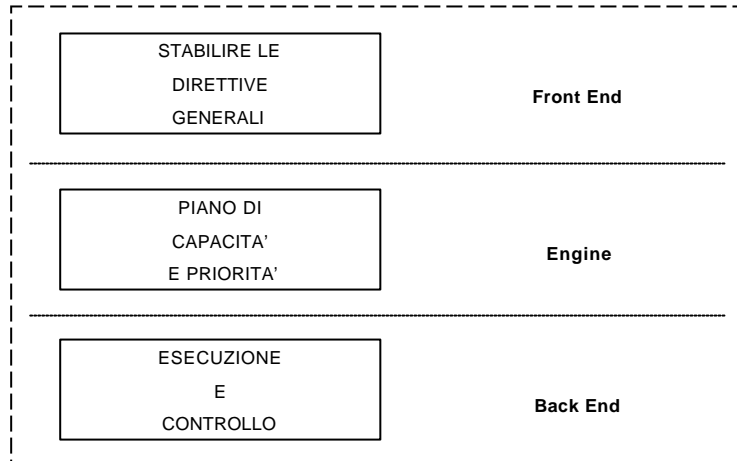 STABILIRE LE
DIRETTIVE
GENERALI
Front End
PIANO DI
CAPACITA’
E PRIORITA’
Engine
ESECUZIONE
E
CONTROLLO
Back End